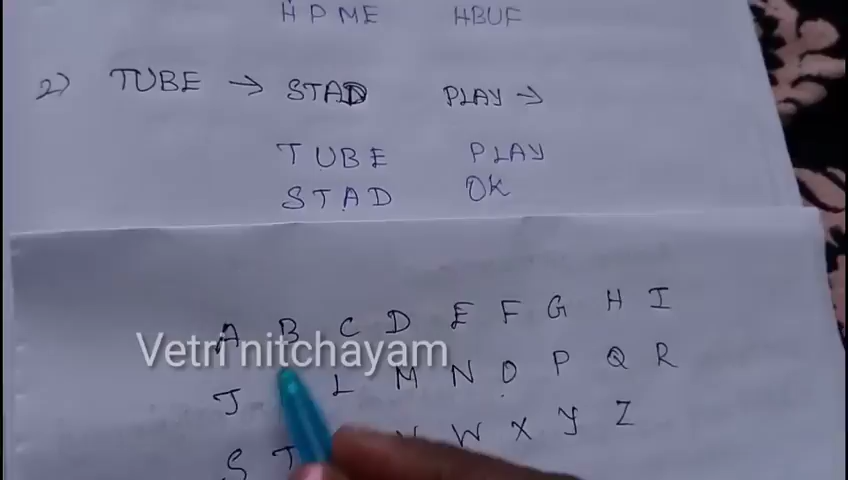 HPME HBUF
2) TUBE → STAD PLAY →
TUBE PLAY
STAD OK
A B C D E F G H I
Vetri nitchayam
J L M N O P Q R
S T V W X Y Z